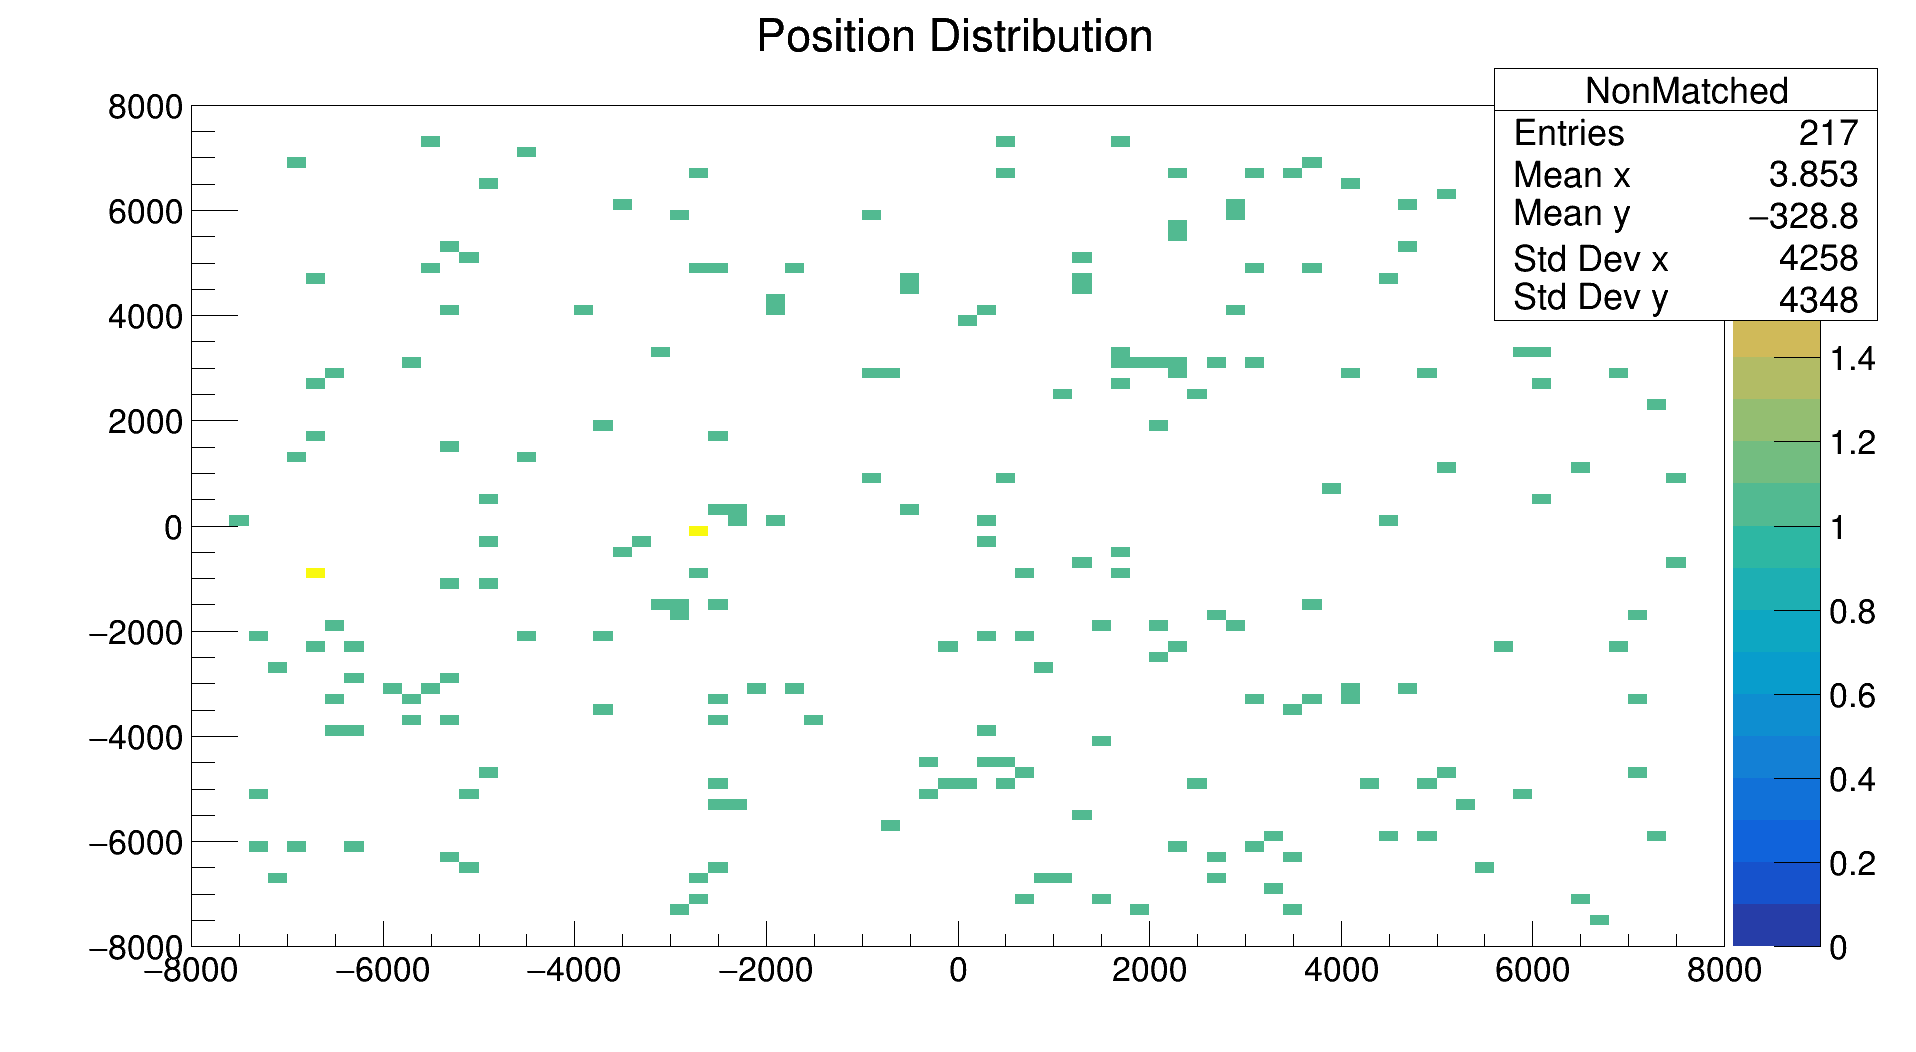 Position Distribution
NonMatched
Entries 217
Mean x 3.853
Mean y −328.8
Std Dev x 4258
Std Dev y 4348
8000
6000
4000
2000
0
−2000
−4000
−6000
−8000
−8000 −6000 −4000 −2000 0 2000 4000 6000 8000
1.4
1.2
1
0.8
0.6
0.4
0.2
0